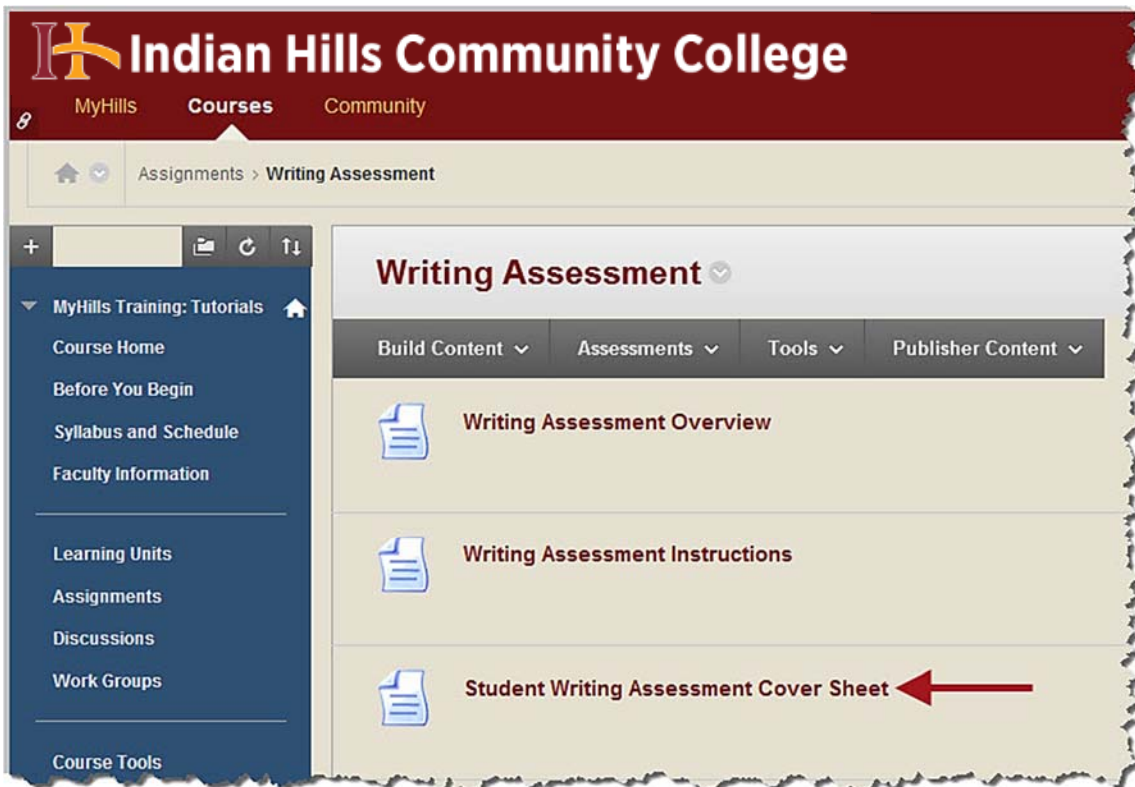 Indian Hills Community College
MyHills Courses Community
Assignments > Writing Assessment
MyHills Training: Tutorials
Course Home
Before You Begin
Syllabus and Schedule
Faculty Information
Learning Units
Assignments
Discussions
Work Groups
Course Tools
Writing Assessment
Build Content Assessments Tools Publisher Content
Writing Assessment Overview
Writing Assessment Instructions
Student Writing Assessment Cover Sheet